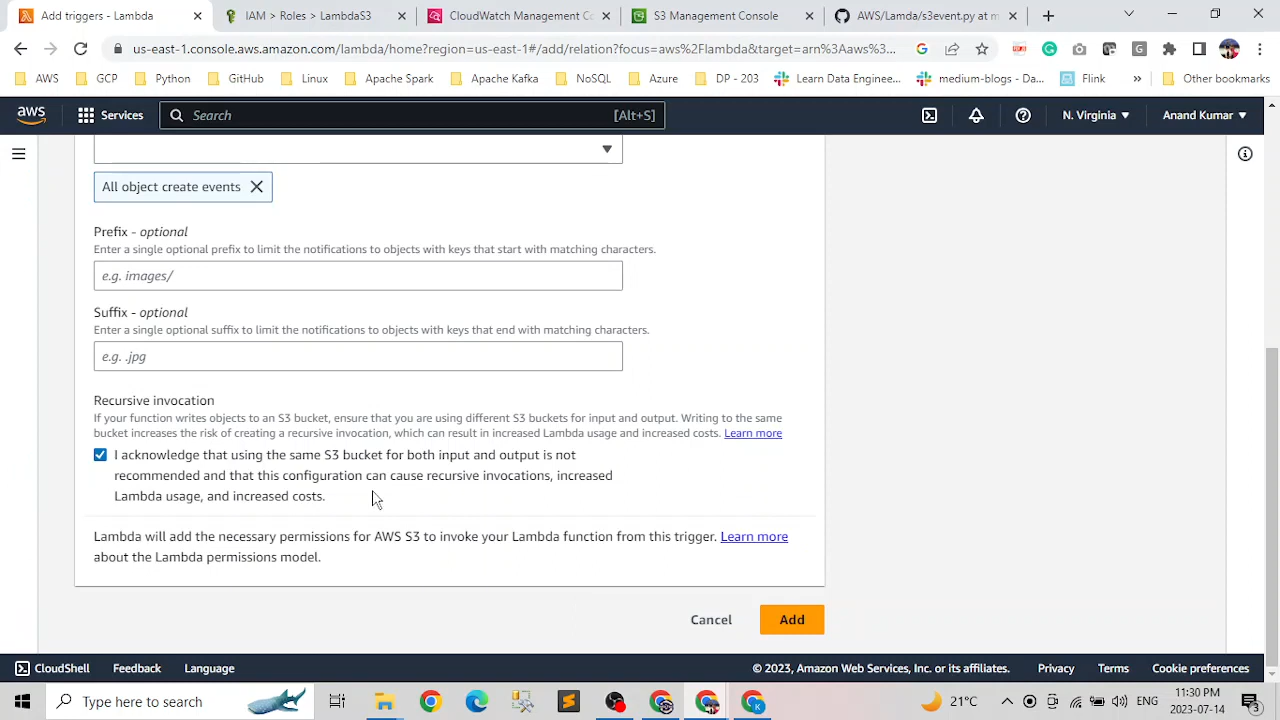 Add triggers - Lambda
IAM > Roles >
CloudWatch Management Co
S3 Management Console
AWS/Lambda/s3event.py at m
us-east-1.console.aws.amazon.com/lambda/home?region=us-east-1#/add/relation?focus=aws%2Flambda&target=arn%3Aaws%3...
AWS
GCP
Python
GitHub
Linux
Apache Spark
Apache Kafka
NoSQL
Azure
DP - 203
Learn Data Engineer...
medium-blogs - Da...
Flink
»
Other bookmarks
aws
Services
Search
[Alt+S]
N. Virginia
Anand Kumar
All object create events
Prefix - optional
Enter a single optional prefix to limit the notifications to objects with keys that start with matching characters.
e.g. images/
Suffix - optional
Enter a single optional suffix to limit the notifications to objects with keys that end with matching characters.
e.g. .jpg
Recursive invocation
If your function writes objects to an S3 bucket, ensure that you are using different S3 buckets for input and output. Writing to the same
bucket increases the risk of creating a recursive invocation, which can result in increased Lambda usage and increased costs. Learn more
I acknowledge that using the same S3 bucket for both input and output is not
recommended and that this configuration can cause recursive invocations, increased
Lambda usage, and increased costs.
Lambda will add the necessary permissions for AWS S3 to invoke your Lambda function from this trigger. Learn more
about the Lambda permissions model.
Cancel
Add
CloudShell
Feedback
Language
© 2023, Amazon Web Services, Inc. or its affiliates.
Privacy
Terms
Cookie preferences
Type here to search
21°C
ENG
11:30 PM
2023-07-14
3